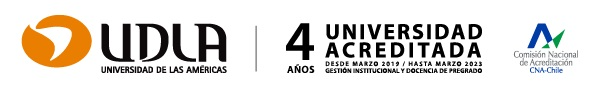 UDLA
UNIVERSIDAD DE LAS AMÉRICAS
4 AÑOS
UNIVERSIDAD
ACREDITADA
DESDE MARZO 2019 / HASTA MARZO 2023
GESTIÓN INSTITUCIONAL Y DOCENCIA DE PREGRADO
Comisión Nacional
de Acreditación
CNA-Chile